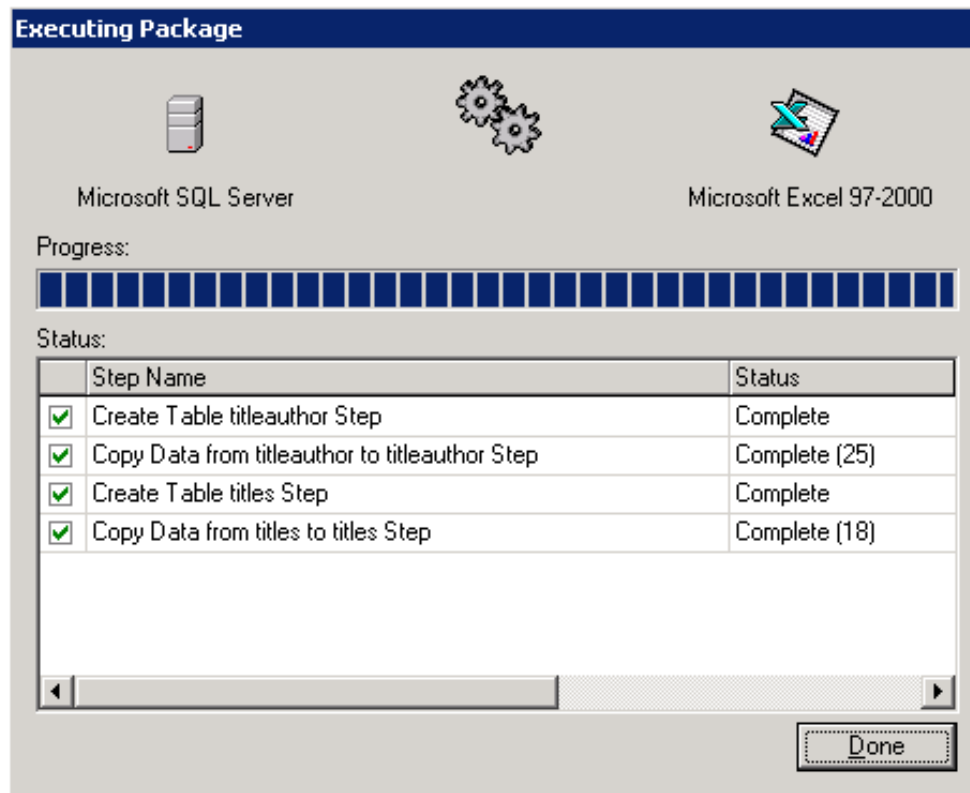 Executing Package
Microsoft SQL Server
Microsoft Excel 97-2000
Progress:
Status:
Step Name Status
Create Table titleauthor Step Complete
Copy Data from titleauthor to titleauthor Step Complete (25)
Create Table titles Step Complete
Copy Data from titles to titles Step Complete (18)
Done